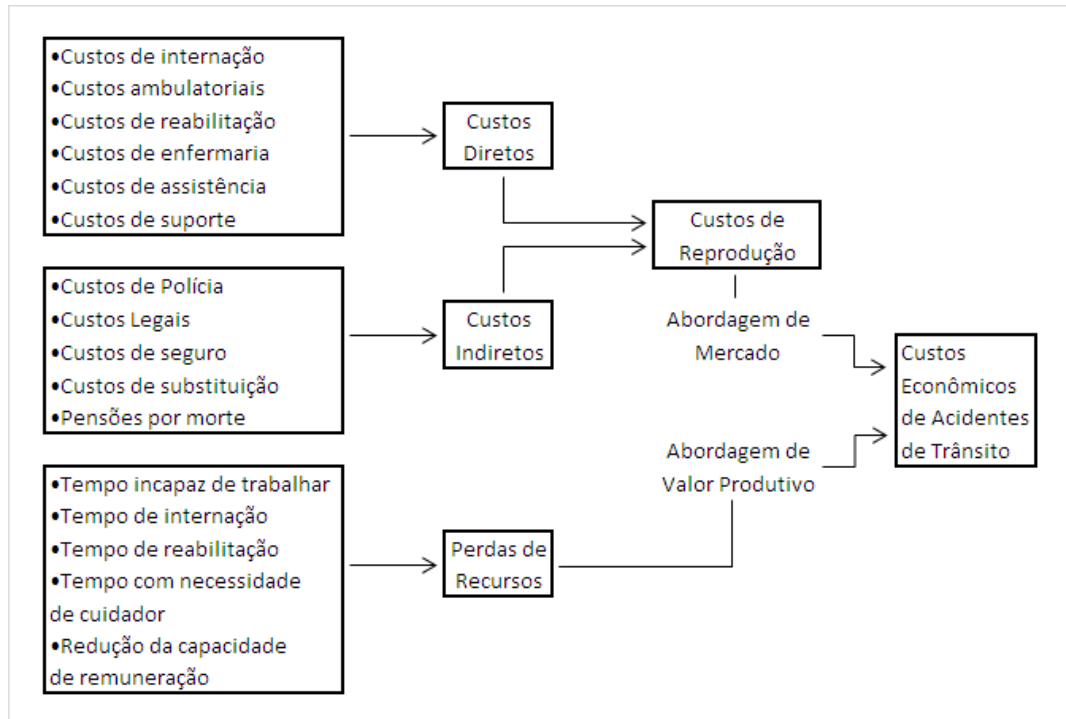 •Custos de internação
•Custos ambulatoriais
•Custos de reabilitação
•Custos de enfermaria
•Custos de assistência
•Custos de suporte
Custos
Diretos
Custos de
Reprodução
•Custos de Polícia
•Custos Legais
•Custos de seguro
•Custos de substituição
•Pensões por morte
Custos
Indiretos
Abordagem de
Mercado
Custos
Econômicos
de Acidentes
de Trânsito
Abordagem de
Valor Produtivo
•Tempo incapaz de trabalhar
•Tempo de internação
•Tempo de reabilitação
•Tempo com necessidade
de cuidador
•Redução da capacidade
de remuneração
Perdas de
Recursos